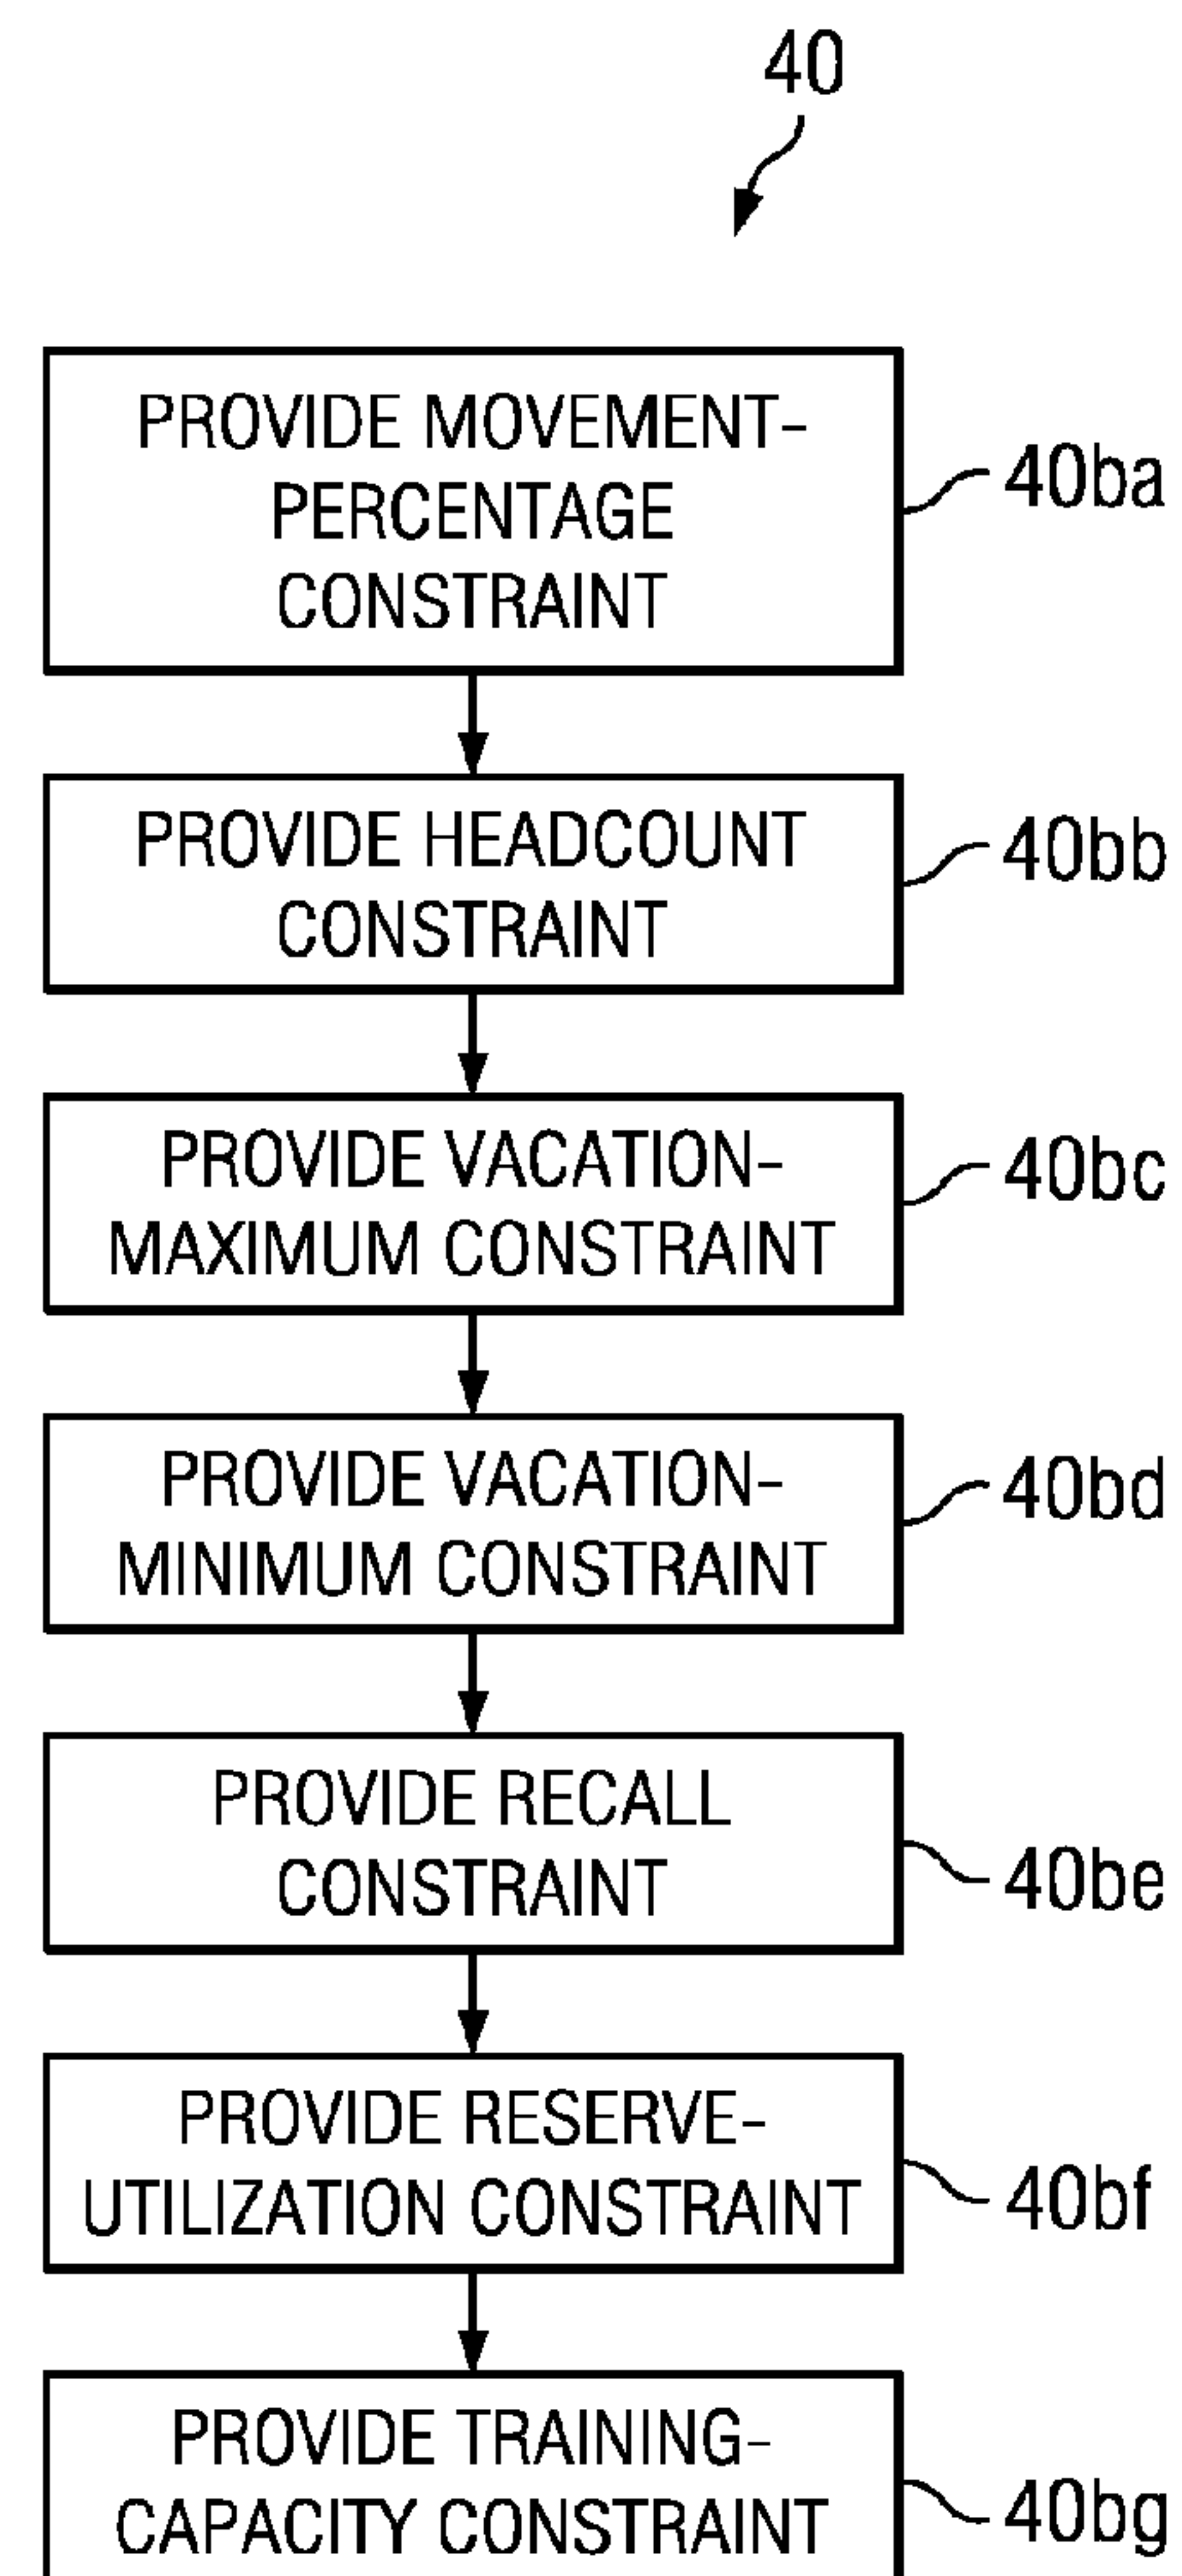 40
PROVIDE MOVEMENT-
PERCENTAGE
CONSTRAINT
40ba
PROVIDE HEADCOUNT
CONSTRAINT
40bb
PROVIDE VACATION-
MAXIMUM CONSTRAINT
40bc
PROVIDE VACATION-
MINIMUM CONSTRAINT
40bd
PROVIDE RECALL
CONSTRAINT
40be
PROVIDE RESERVE-
UTILIZATION CONSTRAINT
40bf
PROVIDE TRAINING-
CAPACITY CONSTRAINT
40bg